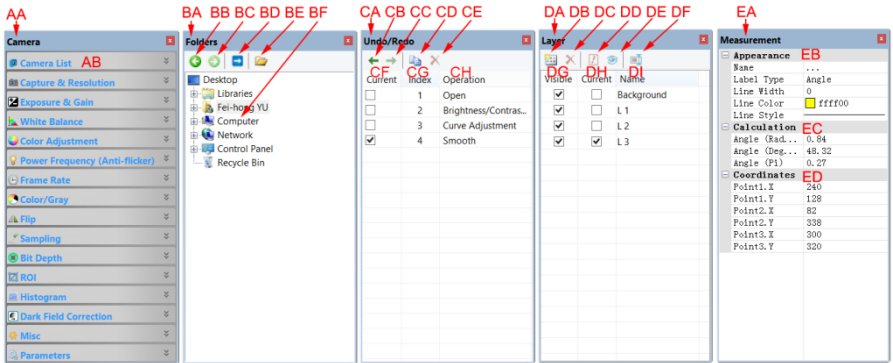 AA BA BB BC BD BE BF CA CB CC CD CE DA DB DC DD DE DF EA
Camera
AB
Camera List
Capture & Resolution
Exposure & Gain
White Balance
Color Adjustment
Power Frequency (Anti-flicker)
Frame Rate
Color/Gray
Flip
Sampling
Bit Depth
ROI
Histogram
Dark Field Correction
Misc
Parameters
Folders
Desktop
Libraries
Fei-hong YU
Computer
Network
Control Panel
Recycle Bin
Undo/Redo
CF CG CH
Current Index Operation
1 Open
2 Brightness/Contras...
3 Curve Adjustment
4 Smooth
Layer
DG DH DI
Visible Current Name
Background
L 1
L 2
L 3
Measurement
Appearance EB
Name ...
Label Type Angle
Line Width 0
Line Color ffff00
Line Style
Calculation EC
Angle (Rad... 0.84
Angle (Deg... 48.32
Angle (Pi) 0.27
Coordinates ED
Point1.X 240
Point1.Y 128
Point2.X 82
Point2.Y 338
Point3.X 300
Point3.Y 320